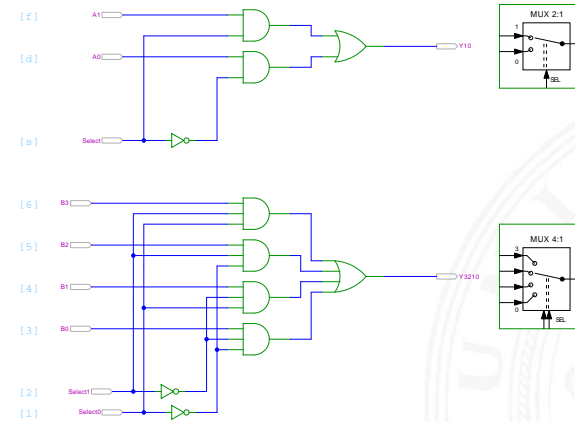 [f] A1
MUX 2:1
1
[d] A0 Y10
0
SEL
[s] Select
[6] B3
[5] B2
MUX 4:1
3
[4] B1 Y3210
0
SEL
[3] B0
[2] Select1
[1] Select0